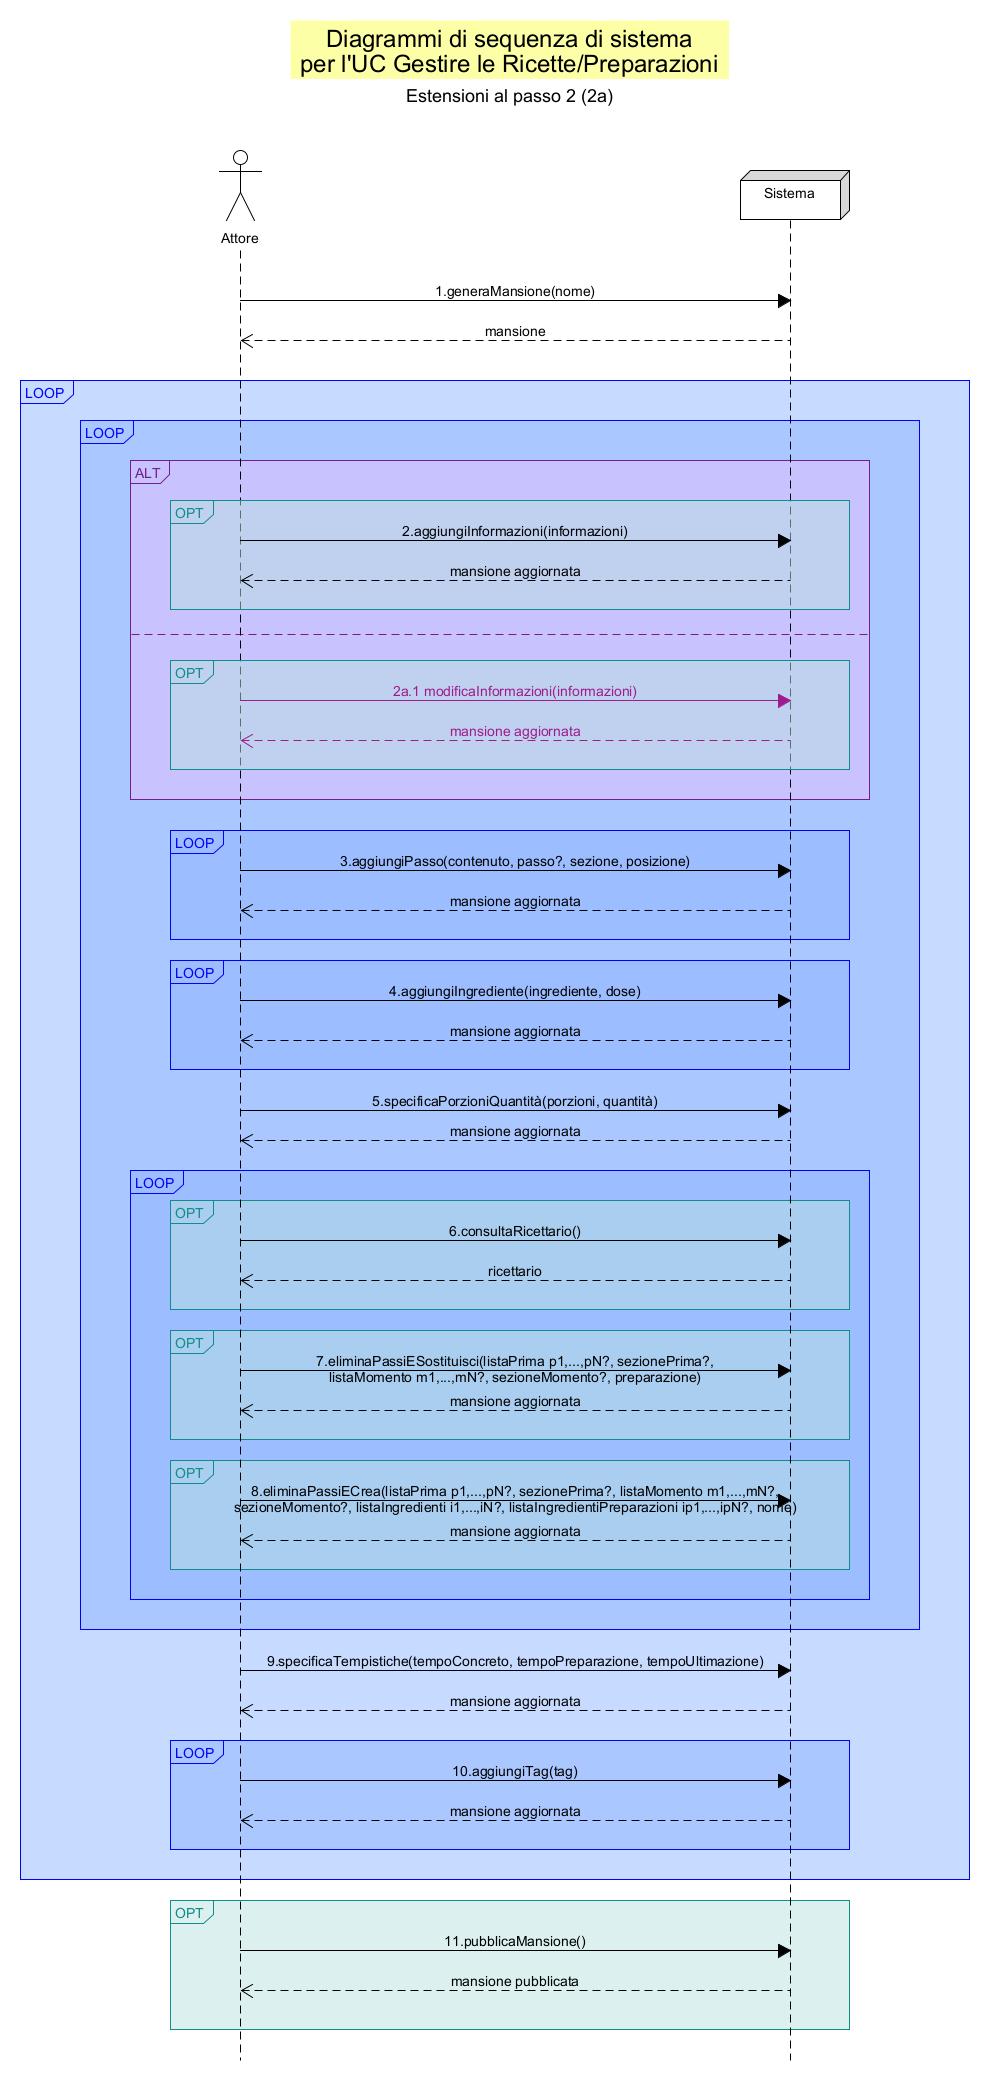 Diagrammi di sequenza di sistema
per l'UC Gestire le Ricette/Preparazioni
Estensioni al passo 2 (2a)
Sistema
Attore
1.generaMansione(nome)
mansione
LOOP
LOOP
ALT
OPT
2.aggiungiInformazioni(informazioni)
mansione aggiornata
OPT
2a.1 modificaInformazioni(informazioni)
mansione aggiornata
LOOP
3.aggiungiPasso(contenuto, passo?, sezione, posizione)
mansione aggiornata
LOOP
4.aggiungiIngrediente(ingrediente, dose)
mansione aggiornata
5.specificaPorzioniQuantità(porzioni, quantità)
mansione aggiornata
LOOP
OPT
6.consultaRicettario()
ricettario
OPT
7.eliminaPassiESostituisci(listaPrima p1,...,pN?, sezionePrima?,
listaMomento m1,...,mN?, sezioneMomento?, preparazione)
mansione aggiornata
OPT
8.eliminaPassiECrea(listaPrima p1,...,pN?, sezionePrima?, listaMomento m1,...,mN?,
sezioneMomento?, listaIngredienti i1,...,iN?, listaIngredientiPreparazioni ip1,...,ipN?, nome)
mansione aggiornata
9.specificaTempistiche(tempoConcreto, tempoPreparazione, tempoUltimazione)
mansione aggiornata
LOOP
10.aggiungiTag(tag)
mansione aggiornata
OPT
11.pubblicaMansione()
mansione pubblicata